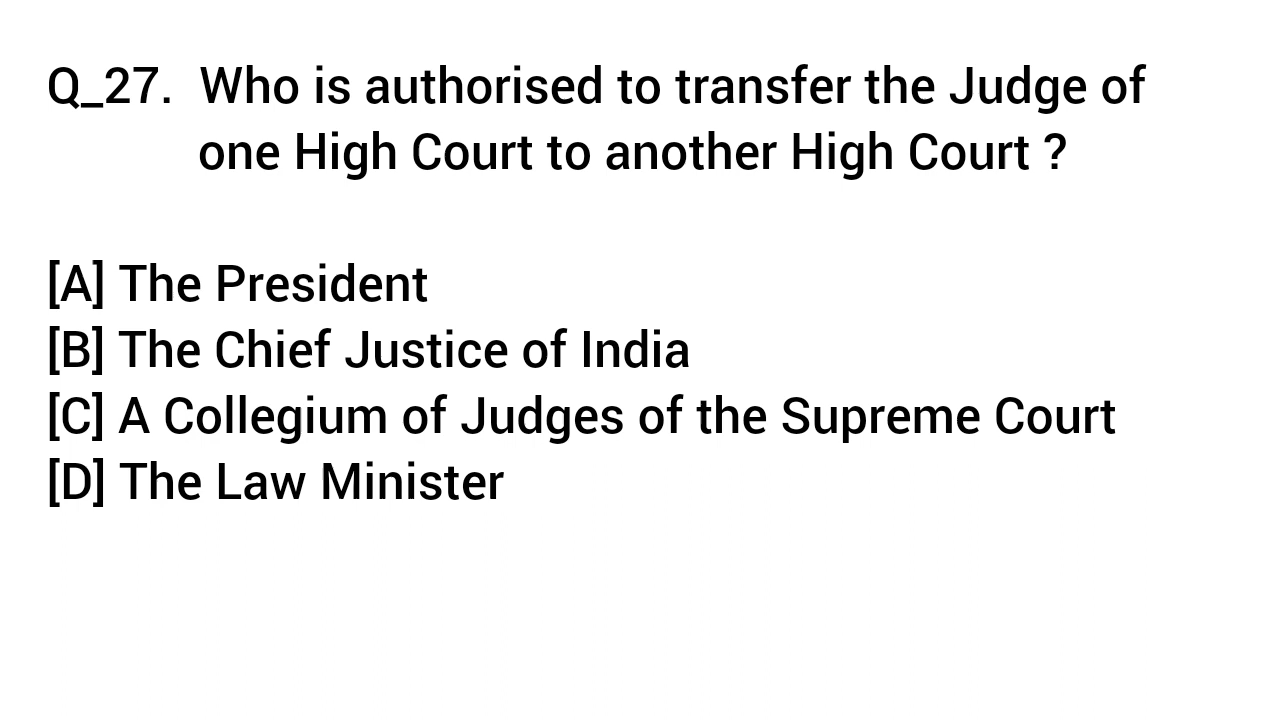 Q_27. Who is authorised to transfer the Judge of
one High Court to another High Court ?
[A] The President
[B] The Chief Justice of India
[C] A Collegium of Judges of the Supreme Court
[D] The Law Minister